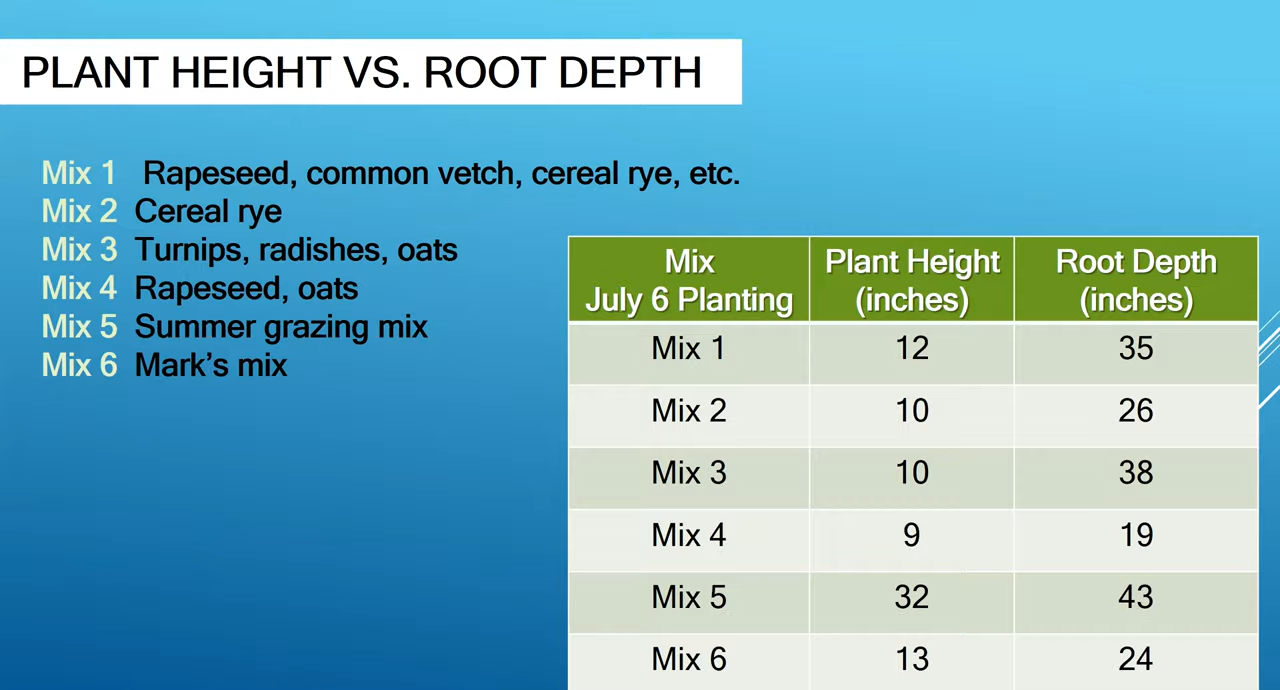 PLANT HEIGHT VS. ROOT DEPTH
Mix 1 Rapeseed, common vetch, cereal rye, etc.
Mix 2 Cereal rye
Mix 3 Turnips, radishes, oats
Mix 4 Rapeseed, oats
Mix 5 Summer grazing mix
Mix 6 Mark's mix
Mix Plant Height Root Depth
July 6 Planting (inches) (inches)
Mix 1 12 35
Mix 2 10 26
Mix 3 10 38
Mix 4 9 19
Mix 5 32 43
Mix 6 13 24